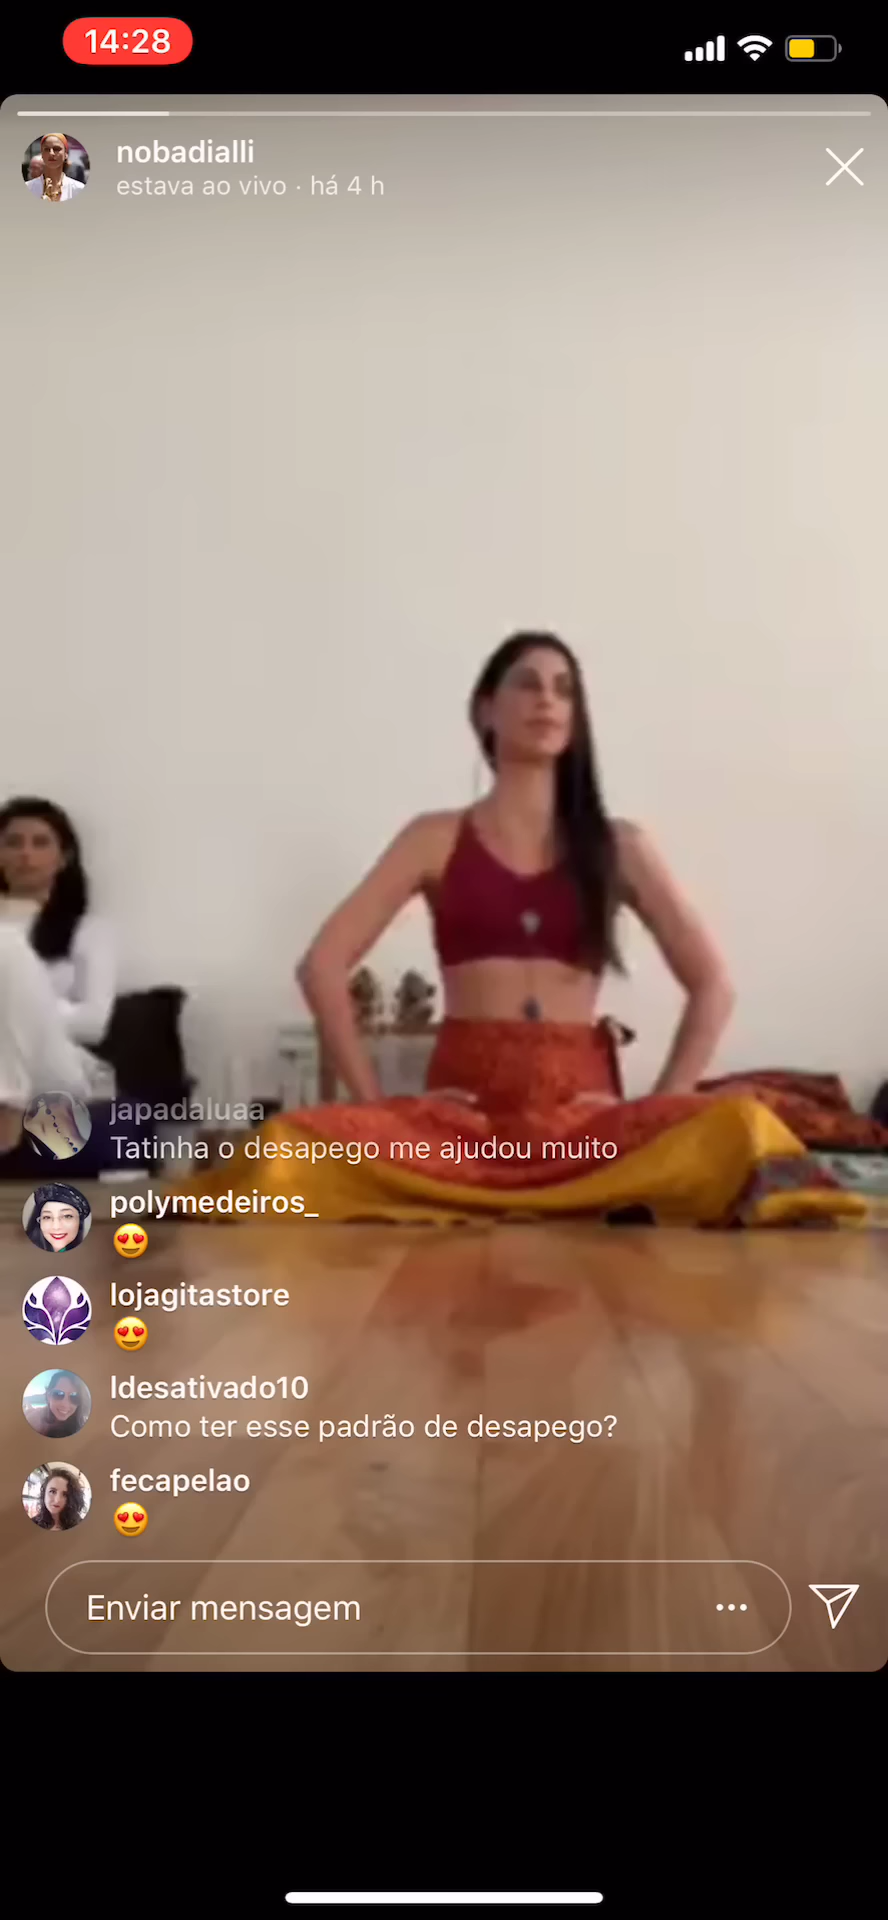 14:28
nobadialli
estava ao vivo · há 4 h
japadaluaa
Tatinha o desapego me ajudou muito
polymedeiros_
😍
lojagitastore
😍
ldesativado10
Como ter esse padrão de desapego?
fecapelao
😍
Enviar mensagem